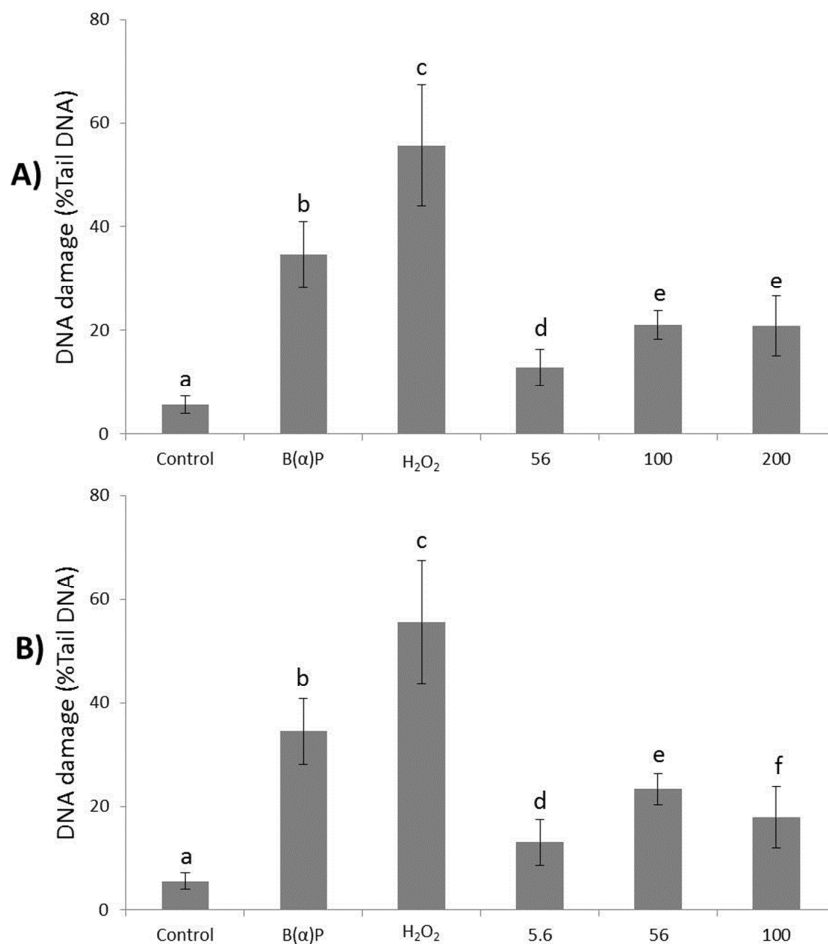 80
c
60
A)
DNA damage (%Tail DNA)
b
40
e
e
d
20
a
0
Control B(α)P H₂O₂ 56 100 200
80
c
60
B)
DNA damage (%Tail DNA)
b
40
e
f
d
20
a
0
Control B(α)P H₂O₂ 5.6 56 100